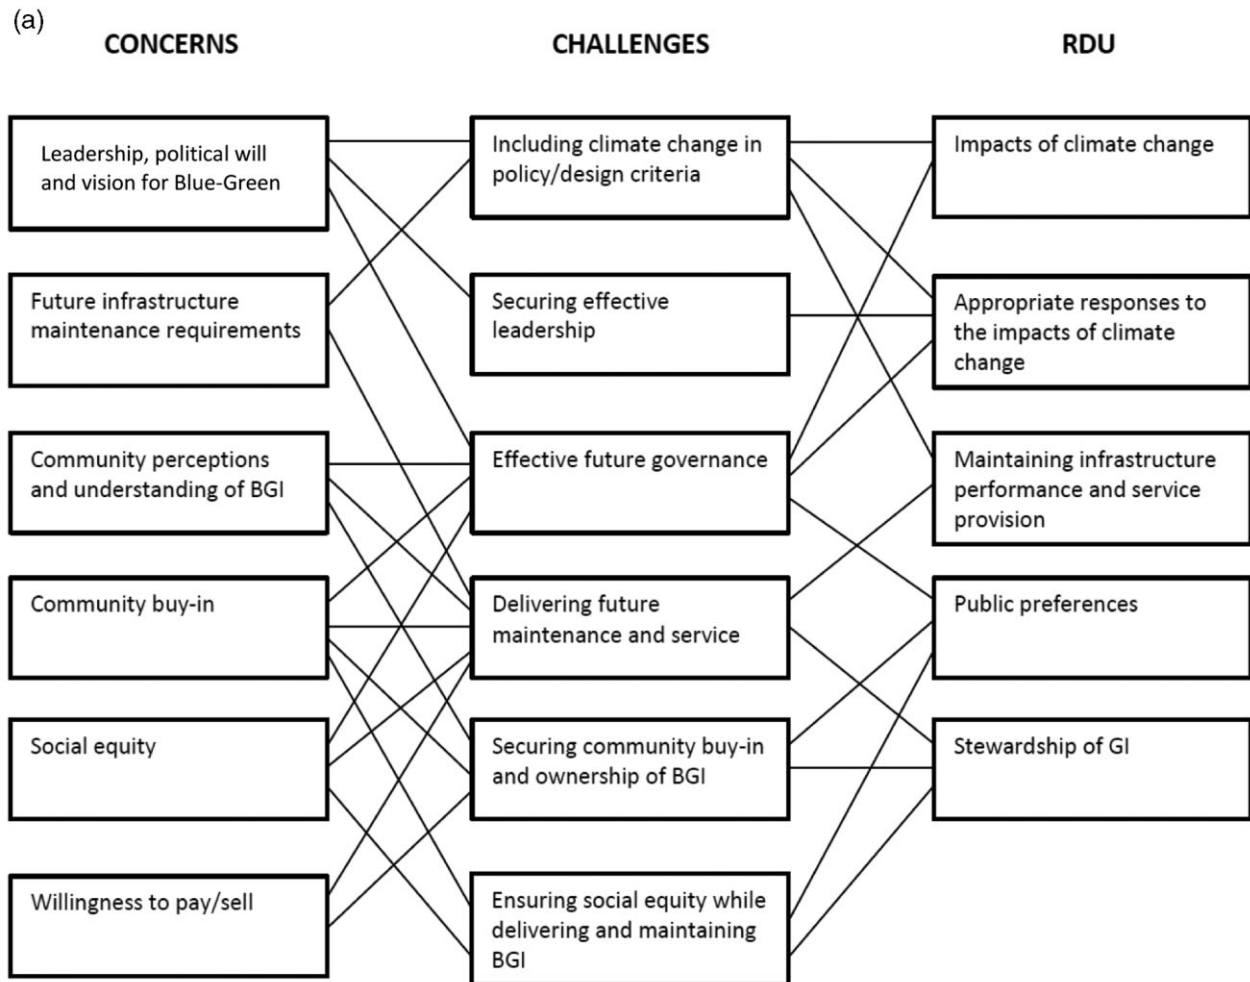 (a)
CONCERNS
CHALLENGES
RDU
Leadership, political will
and vision for Blue-Green
Future infrastructure
maintenance requirements
Community perceptions
and understanding of BGI
Community buy-in
Social equity
Willingness to pay/sell
Including climate change in
policy/design criteria
Securing effective
leadership
Effective future governance
Delivering future
maintenance and service
Securing community buy-in
and ownership of BGI
Ensuring social equity while
delivering and maintaining
BGI
Impacts of climate change
Appropriate responses to
the impacts of climate
change
Maintaining infrastructure
performance and service
provision
Public preferences
Stewardship of GI